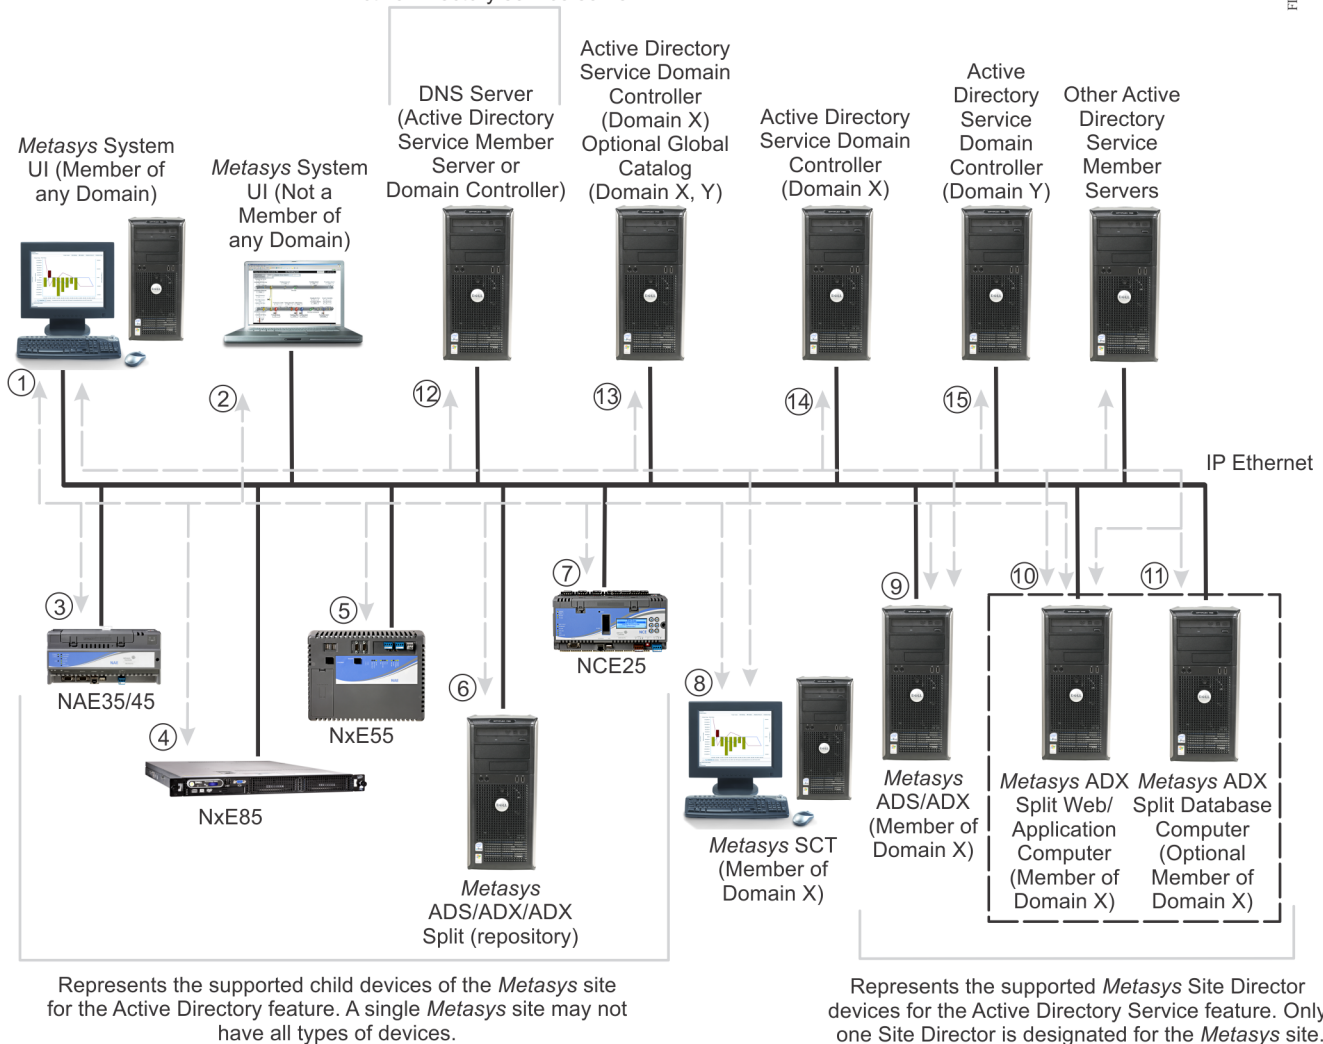 Metasys System
UI (Member of
any Domain)
Metasys System
UI (Not a
Member of
any Domain)
DNS Server
(Active Directory
Service Member
Server or
Domain Controller)
Active Directory
Service Domain
Controller
(Domain X)
Optional Global
Catalog
(Domain X, Y)
Active Directory
Service Domain
Controller
(Domain X)
Active
Directory
Service
Domain
Controller
(Domain Y)
Other Active
Directory
Service
Member
Servers
1
2
12
13
14
15
IP Ethernet
3
NAE35/45
4
NxE85
5
NxE55
6
Metasys
ADS/ADX/ADX
Split (repository)
7
NCE25
8
Metasys SCT
(Member of
Domain X)
9
Metasys
ADS/ADX
(Member of
Domain X)
10
Metasys ADX
Split Web/
Application
Computer
(Member of
Domain X)
11
Metasys ADX
Split Database
Computer
(Optional
Member of
Domain X)
Represents the supported child devices of the Metasys site
for the Active Directory feature. A single Metasys site may not
have all types of devices.
Represents the supported Metasys Site Director
devices for the Active Directory Service feature. Only
one Site Director is designated for the Metasys site.